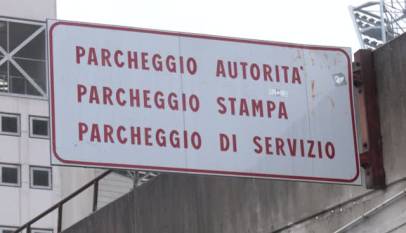 PARCHEGGIO AUTORITA'
PARCHEGGIO STAMPA
PARCHEGGIO DI SERVIZIO